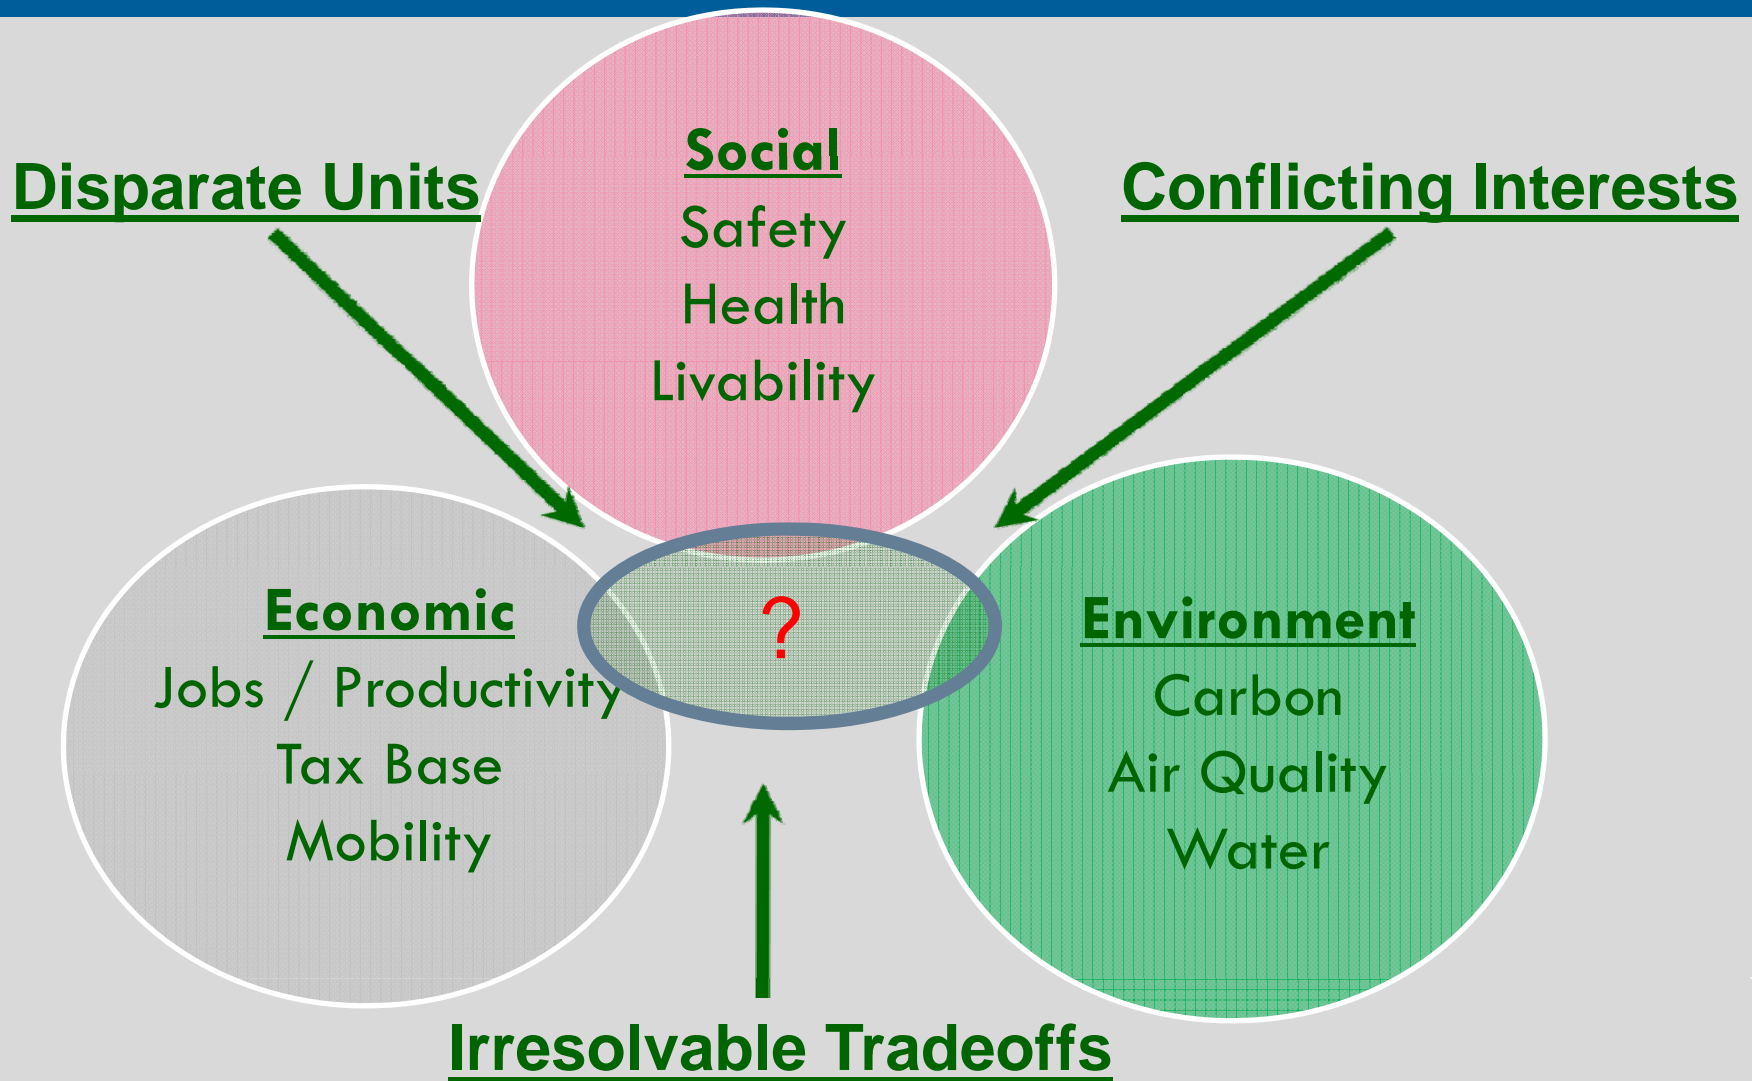 Disparate Units
Conflicting Interests
Social
Safety
Health
Livability
Economic
Jobs / Productivity
Tax Base
Mobility
?
Environment
Carbon
Air Quality
Water
Irresolvable Tradeoffs